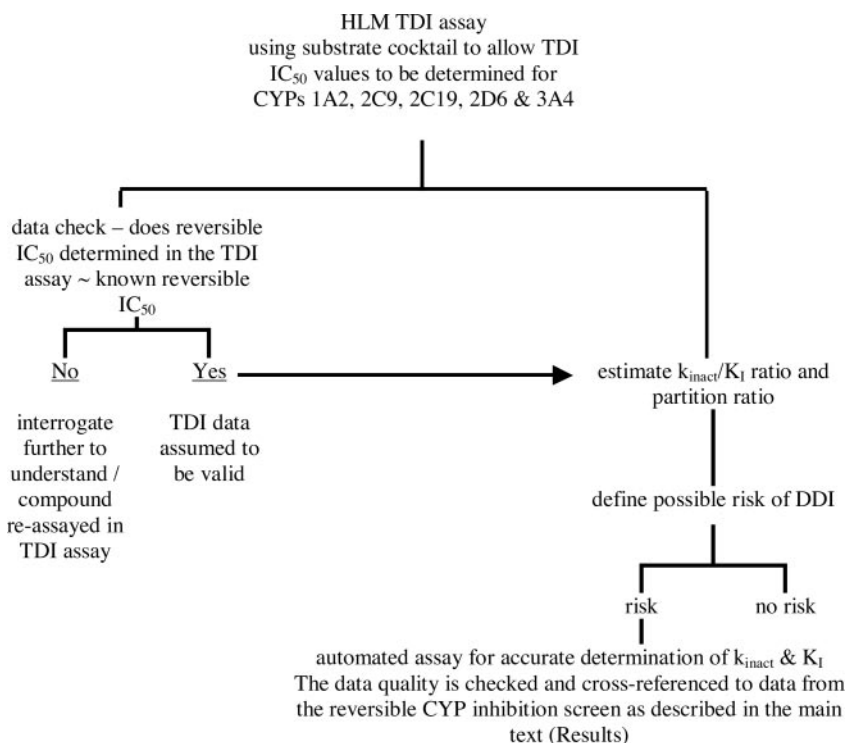 HLM TDI assay
using substrate cocktail to allow TDI
IC50 values to be determined for
CYPs 1A2, 2C9, 2C19, 2D6 & 3A4
data check – does reversible
IC50 determined in the TDI
assay ~ known reversible
IC50
No
Yes
interrogate
further to
understand /
compound
re-assayed in
TDI assay
TDI data
assumed to
be valid
estimate kinact/KI ratio and
partition ratio
define possible risk of DDI
risk
no risk
automated assay for accurate determination of kinact & KI
The data quality is checked and cross-referenced to data from
the reversible CYP inhibition screen as described in the main
text (Results)